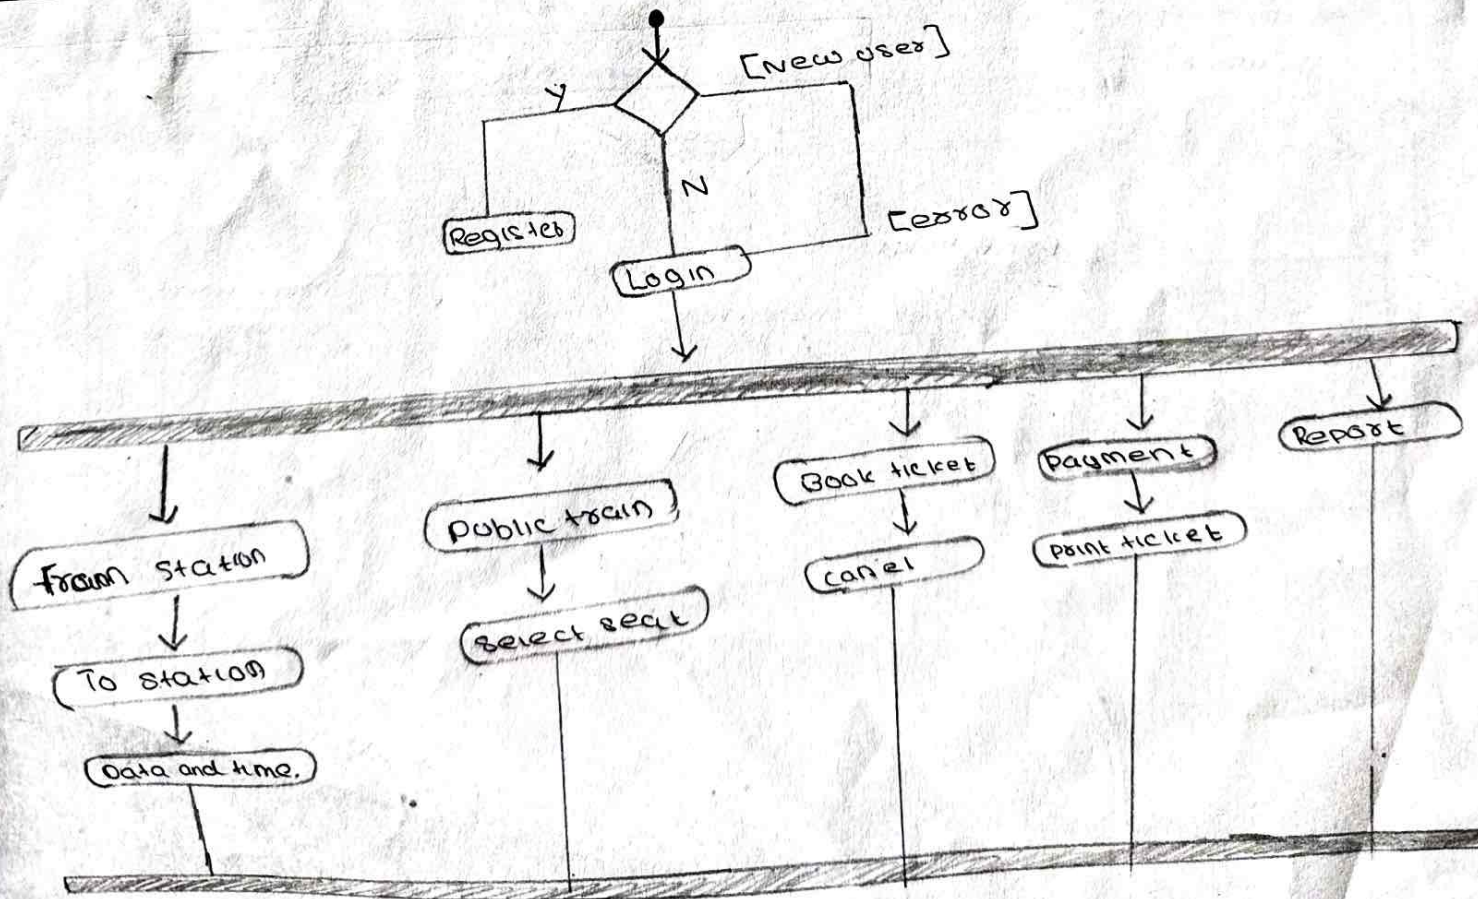 [New user]
Y
N
[error]
Register
Login
From station
To station
Data and time.
Public train
Select seat
Book ticket
Canel
Payment
Print ticket
Report